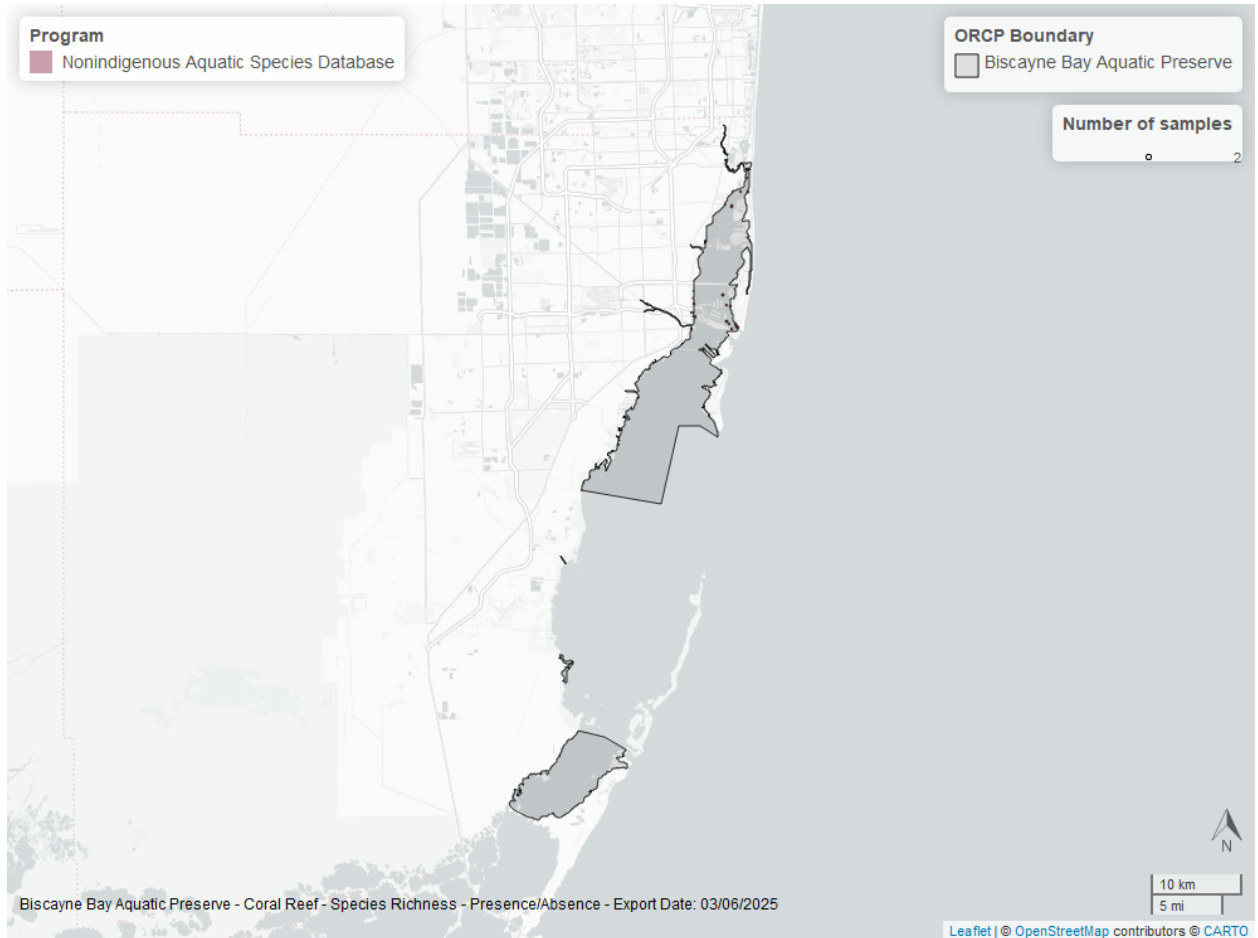 Program
Nonindigenous Aquatic Species Database
ORCP Boundary
Biscayne Bay Aquatic Preserve
Number of samples
2
N
10 km
5 mi
Biscayne Bay Aquatic Preserve - Coral Reef - Species Richness - Presence/Absence - Export Date: 03/06/2025
Leaflet | © OpenStreetMap contributors © CARTO